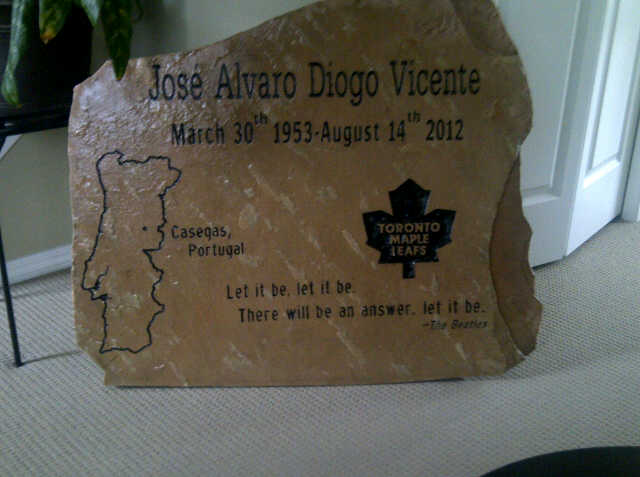 José Alvaro Diogo Vicente
March 30th 1953-August 14th 2012
Casegas,
Portugal
TORONTO
MAPLE
LEAFS
Let it be, let it be.
There will be an answer, let it be.
-The Beatles